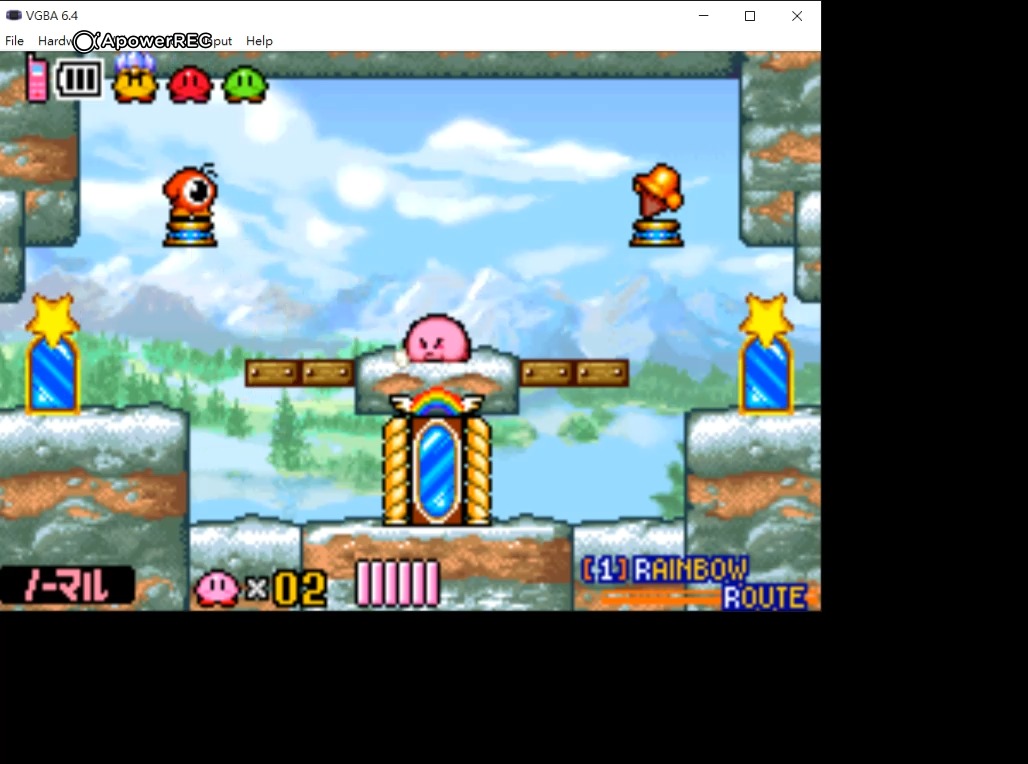 VGBA 6.4
File Hardw ApowerREC put Help
ノーマル
×02
[1] RAINBOW
ROUTE